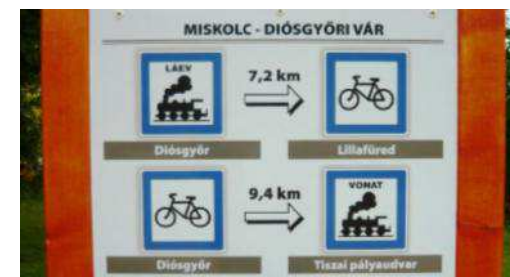 MISKOLC - DIÓSGYŐRI VÁR
LÁEV
7,2 km
Diósgyőr
Lillafüred
9,4 km
VONAT
Diósgyőr
Tiszai pályaudvar